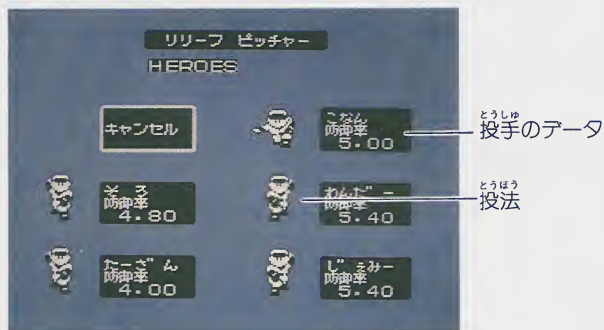 リリーフ ピッチャー
HEROES
キャンセル
こなん
防御率
5.00
そ ろ
防御率
4.80
わんだ ー
防御率
5.40
たーざ ん
防御率
4.00
じ ぇみー
防御率
5.40
とうしゅ
投手のデータ
とうほう
投法